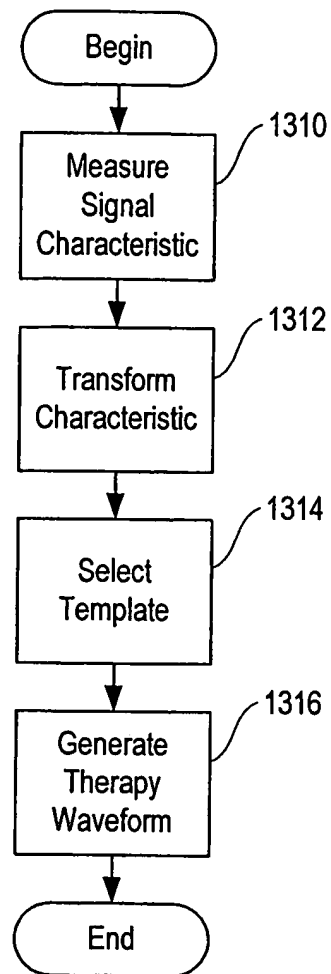 Begin
1310
Measure
Signal
Characteristic
1312
Transform
Characteristic
1314
Select
Template
1316
Generate
Therapy
Waveform
End